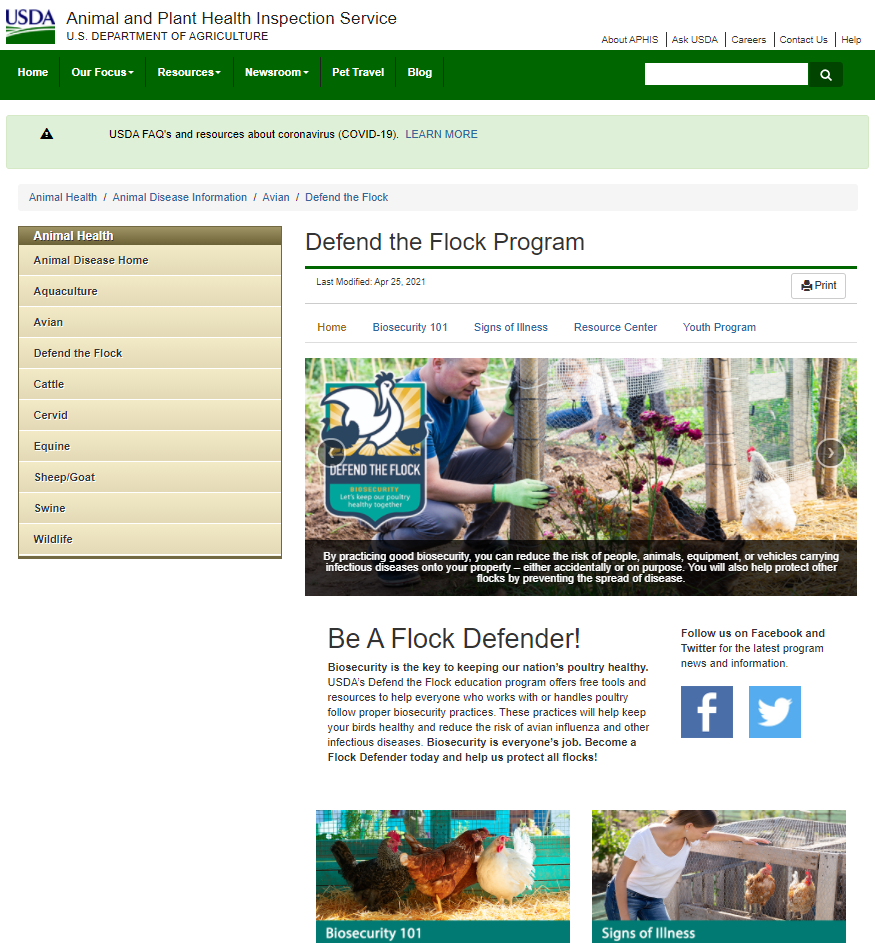 USDA
Animal and Plant Health Inspection Service
U.S. DEPARTMENT OF AGRICULTURE
About APHIS
Ask USDA
Careers
Contact Us
Help
Home
Our Focus
Resources
Newsroom
Pet Travel
Blog
USDA FAQ's and resources about coronavirus (COVID-19). LEARN MORE
Animal Health / Animal Disease Information / Avian / Defend the Flock
Animal Health
Animal Disease Home
Aquaculture
Avian
Defend the Flock
Cattle
Cervid
Equine
Sheep/Goat
Swine
Wildlife
Defend the Flock Program
Last Modified: Apr 25, 2021
Print
Home
Biosecurity 101
Signs of Illness
Resource Center
Youth Program
DEFEND THE FLOCK
BIOSECURITY
Let's keep our poultry
healthy together
By practicing good biosecurity, you can reduce the risk of people, animals, equipment, or vehicles carrying
infectious diseases onto your property – either accidentally or on purpose. You will also help protect other
flocks by preventing the spread of disease.
Be A Flock Defender!
Biosecurity is the key to keeping our nation's poultry healthy.
USDA's Defend the Flock education program offers free tools and
resources to help everyone who works with or handles poultry
follow proper biosecurity practices. These practices will help keep
your birds healthy and reduce the risk of avian influenza and other
infectious diseases. Biosecurity is everyone's job. Become a
Flock Defender today and help us protect all flocks!
Follow us on Facebook and
Twitter for the latest program
news and information.
Biosecurity 101
Signs of Illness